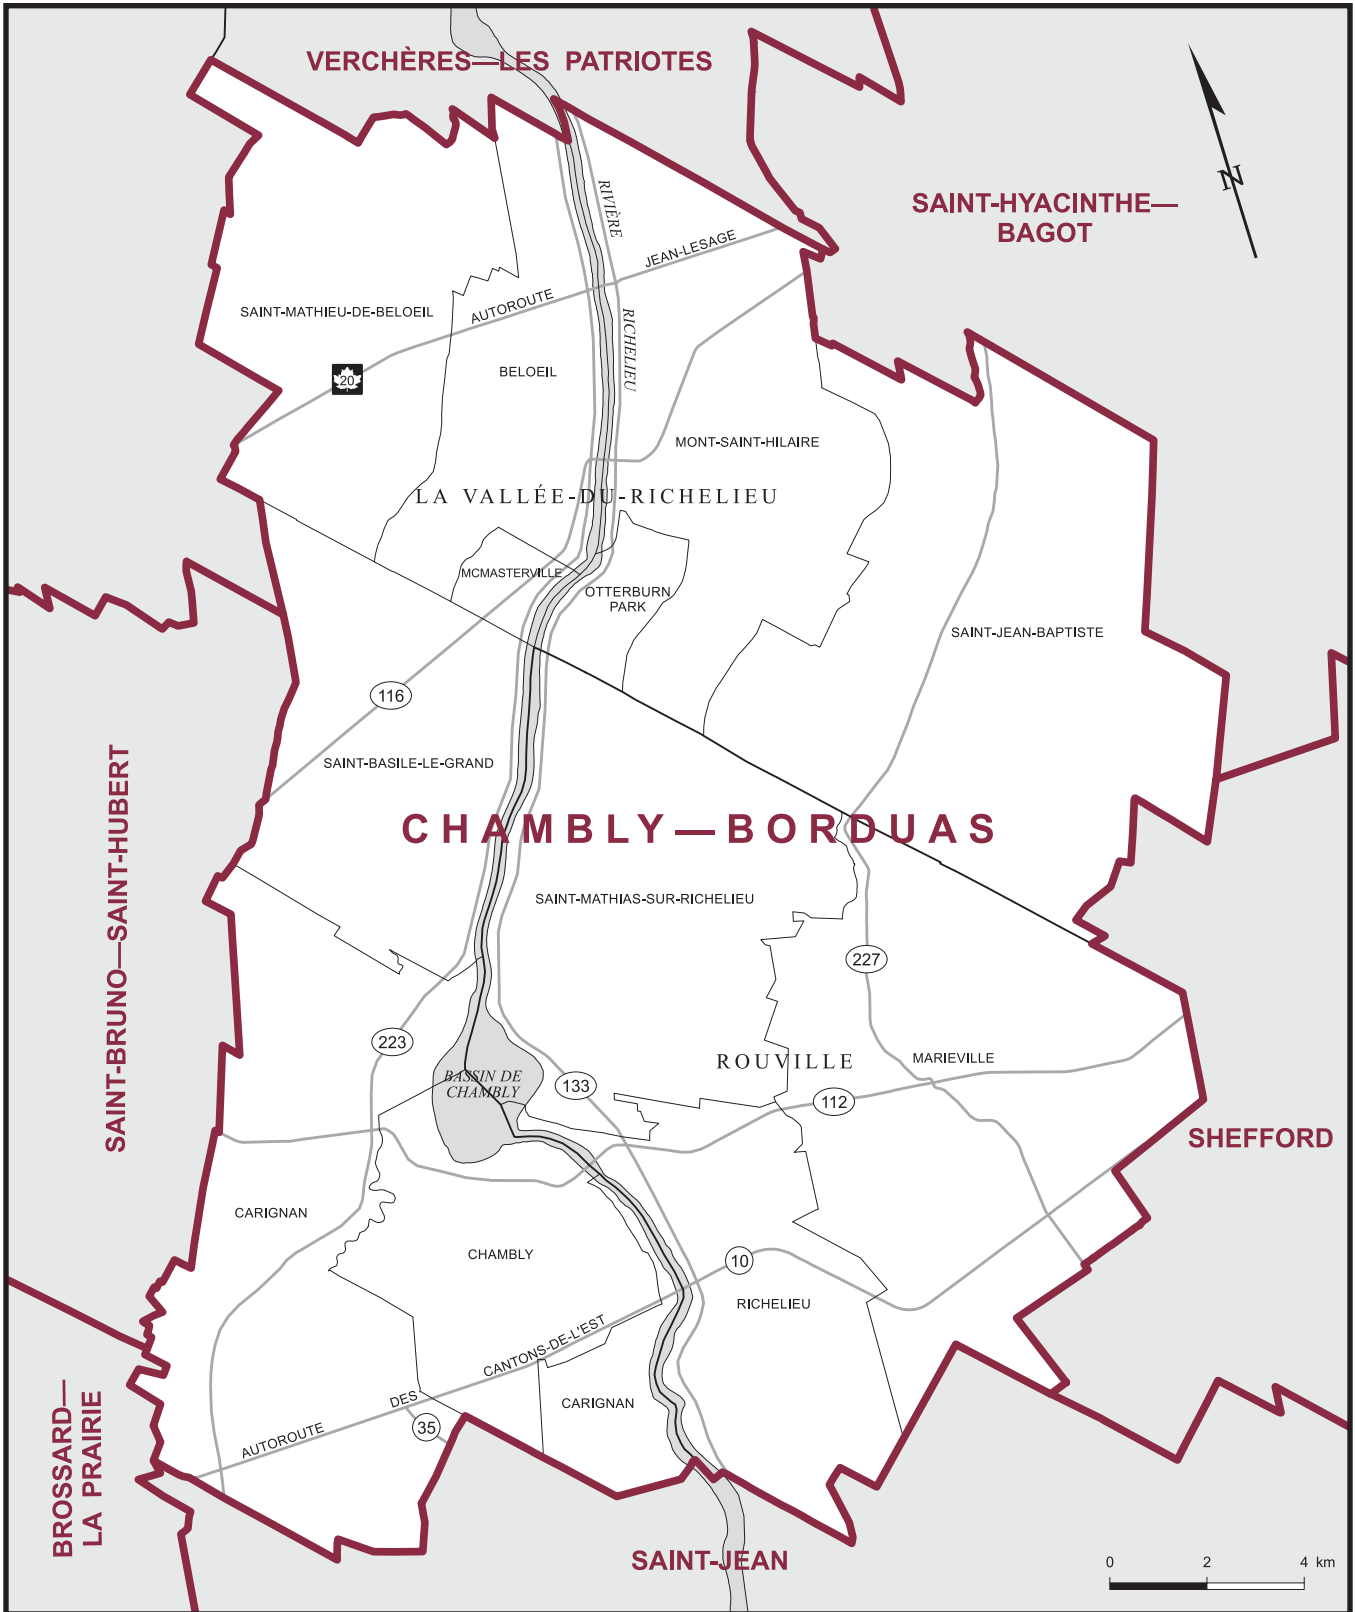 VERCHÈRES—LES PATRIOTES
SAINT-HYACINTHE—
BAGOT
N
RIVIÈRE
RICHELIEU
JEAN-LESAGE
AUTOROUTE
SAINT-MATHIEU-DE-BELOEIL
20
BELOEIL
MONT-SAINT-HILAIRE
LA VALLÉE-DU-RICHELIEU
MCMASTERVILLE
OTTERBURN
PARK
SAINT-JEAN-BAPTISTE
116
SAINT-BASILE-LE-GRAND
CHAMBLY—BORDUAS
SAINT-BRUNO—SAINT-HUBERT
SAINT-MATHIAS-SUR-RICHELIEU
227
223
ROUVILLE
MARIEVILLE
BASSIN DE
CHAMBLY
133
112
SHEFFORD
CARIGNAN
CHAMBLY
10
RICHELIEU
AUTOROUTE DES CANTONS-DE-L'EST
CARIGNAN
35
BROSSARD—
LA PRAIRIE
SAINT-JEAN
0 2 4 km